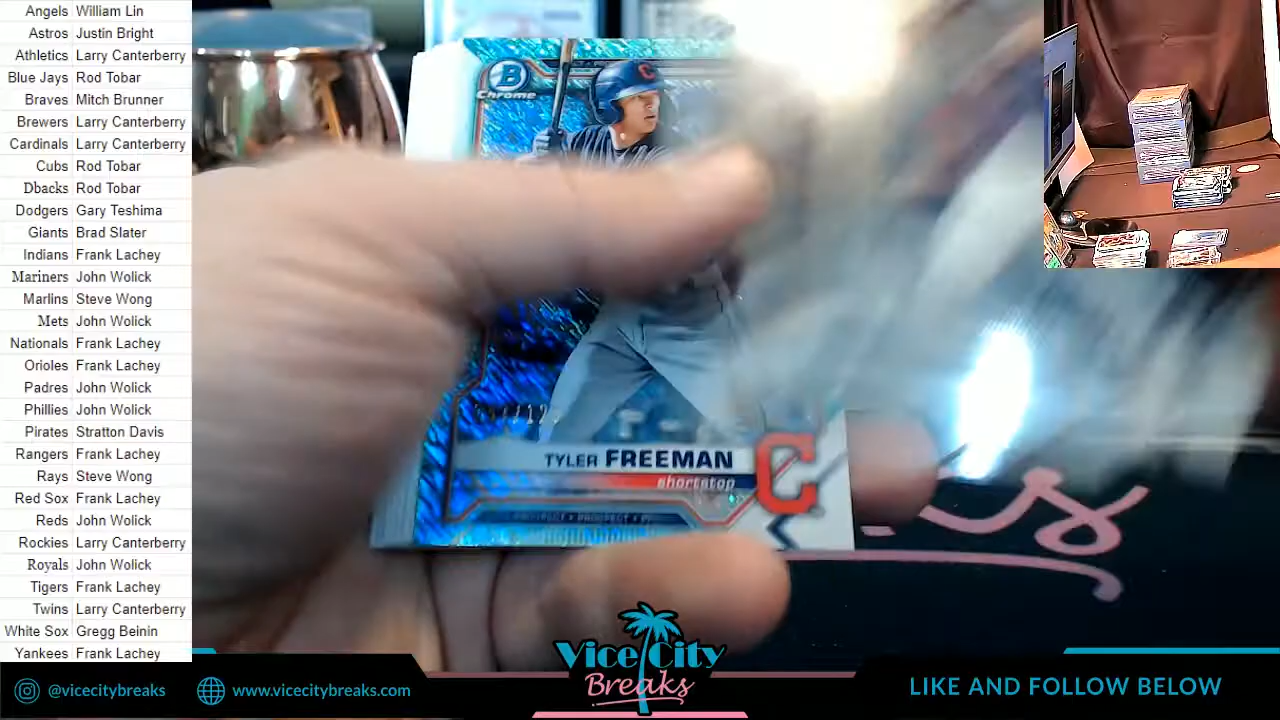 Angels William Lin
Astros Justin Bright
Athletics Larry Canterberry
Blue Jays Rod Tobar
Braves Mitch Brunner
Brewers Larry Canterberry
Cardinals Larry Canterberry
Cubs Rod Tobar
Dbacks Rod Tobar
Dodgers Gary Teshima
Giants Brad Slater
Indians Frank Lachey
Mariners John Wolick
Marlins Steve Wong
Mets John Wolick
Nationals Frank Lachey
Orioles Frank Lachey
Padres John Wolick
Phillies John Wolick
Pirates Stratton Davis
Rangers Frank Lachey
Rays Steve Wong
Red Sox Frank Lachey
Reds John Wolick
Rockies Larry Canterberry
Royals John Wolick
Tigers Frank Lachey
Twins Larry Canterberry
White Sox Gregg Beinin
Yankees Frank Lachey
B
Chrome
C
TYLER FREEMAN
shortstop
C
@vicecitybreaks
www.vicecitybreaks.com
Vice City
Breaks
LIKE AND FOLLOW BELOW